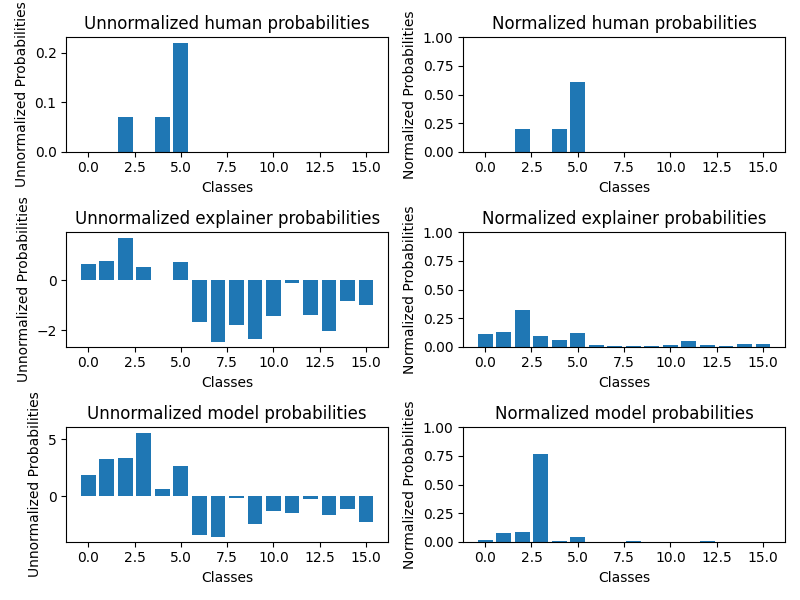 Unnormalized human probabilities
Unnormalized Probabilities
0.2
0.1
0.0
0.0 2.5 5.0 7.5 10.0 12.5 15.0
Classes
Normalized human probabilities
Normalized Probabilities
1.00
0.75
0.50
0.25
0.00
0.0 2.5 5.0 7.5 10.0 12.5 15.0
Classes
Unnormalized explainer probabilities
Unnormalized Probabilities
0
−2
0.0 2.5 5.0 7.5 10.0 12.5 15.0
Classes
Normalized explainer probabilities
Normalized Probabilities
1.00
0.75
0.50
0.25
0.00
0.0 2.5 5.0 7.5 10.0 12.5 15.0
Classes
Unnormalized model probabilities
Unnormalized Probabilities
5
0
0.0 2.5 5.0 7.5 10.0 12.5 15.0
Classes
Normalized model probabilities
Normalized Probabilities
1.00
0.75
0.50
0.25
0.00
0.0 2.5 5.0 7.5 10.0 12.5 15.0
Classes